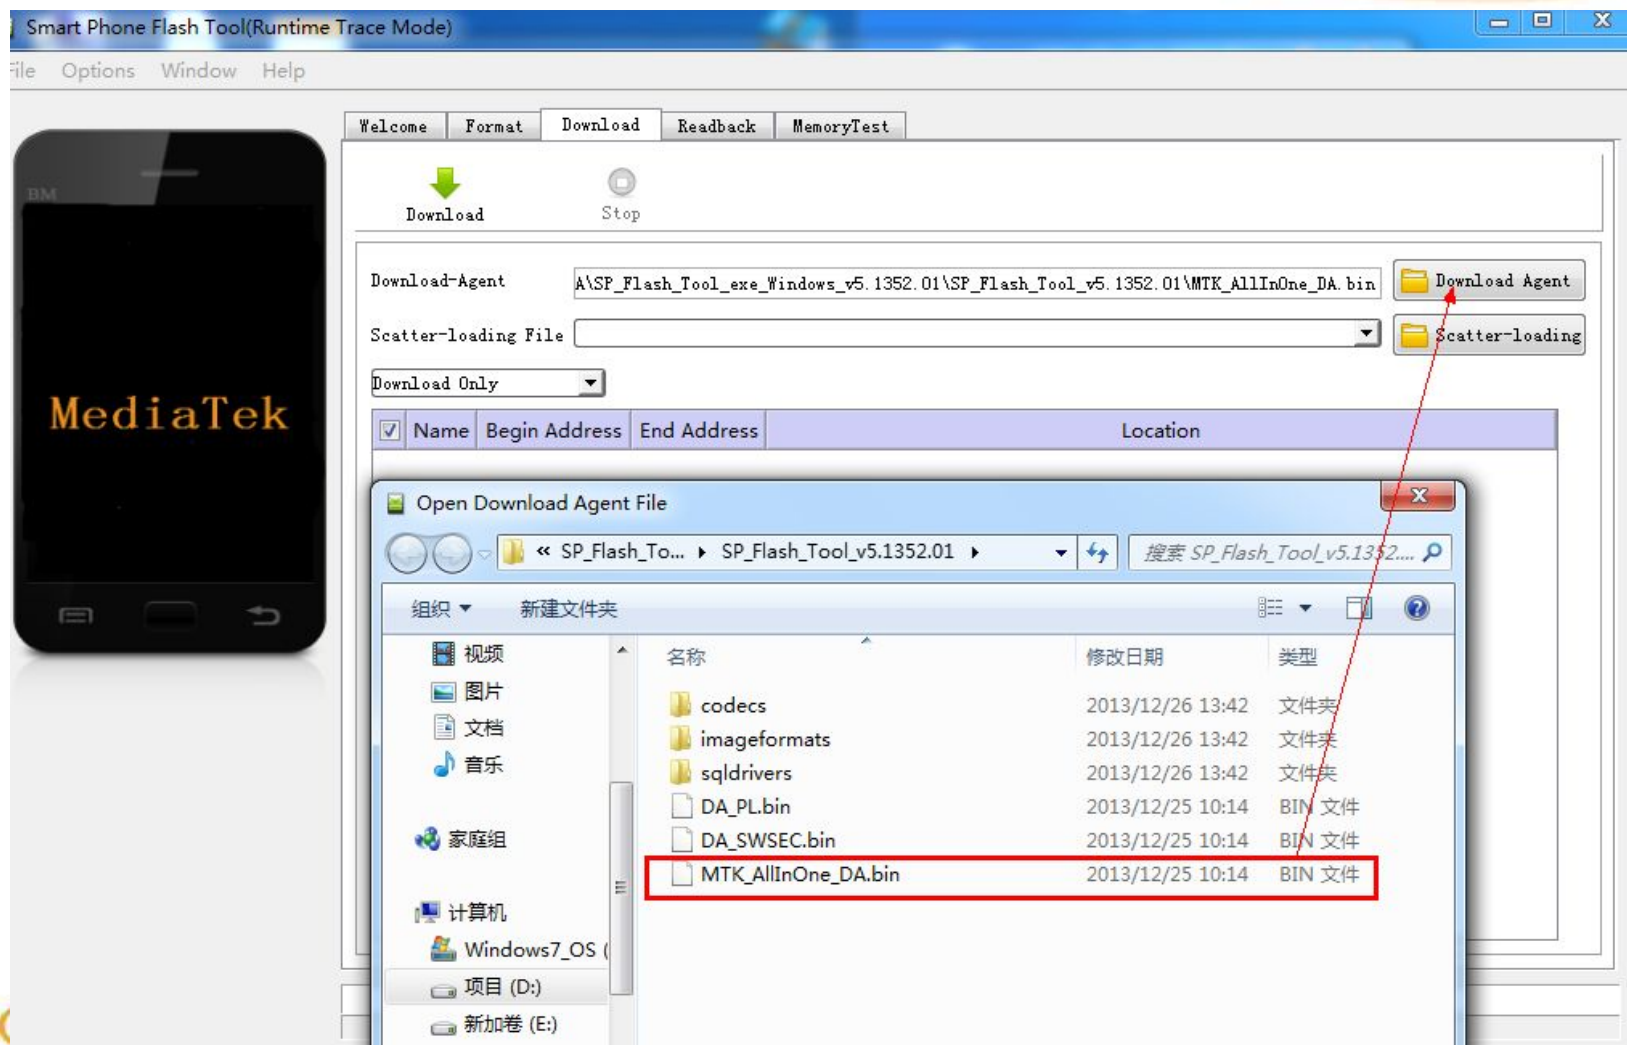 Smart Phone Flash Tool(Runtime Trace Mode)
File Options Window Help
Welcome Format Download Readback MemoryTest
BM
Download Stop
Download-Agent A\SP_Flash_Tool_exe_Windows_v5.1352.01\SP_Flash_Tool_v5.1352.01\MTK_AllInOne_DA.bin Download Agent
Scatter-loading File Scatter-loading
Download Only
MediaTek
Name Begin Address End Address Location
Open Download Agent File
« SP_Flash_To... SP_Flash_Tool_v5.1352.01 搜索 SP_Flash_Tool_v5.1352....
组织 新建文件夹
视频 名称 修改日期 类型
图片
codecs 2013/12/26 13:42 文件夹
文档
imageformats 2013/12/26 13:42 文件夹
音乐
sqldrivers 2013/12/26 13:42 文件夹
DA_PL.bin 2013/12/25 10:14 BIN 文件
家庭组 DA_SWSEC.bin 2013/12/25 10:14 BIN 文件
MTK_AllInOne_DA.bin 2013/12/25 10:14 BIN 文件
计算机
Windows7_OS (
项目 (D:)
新加卷 (E:)